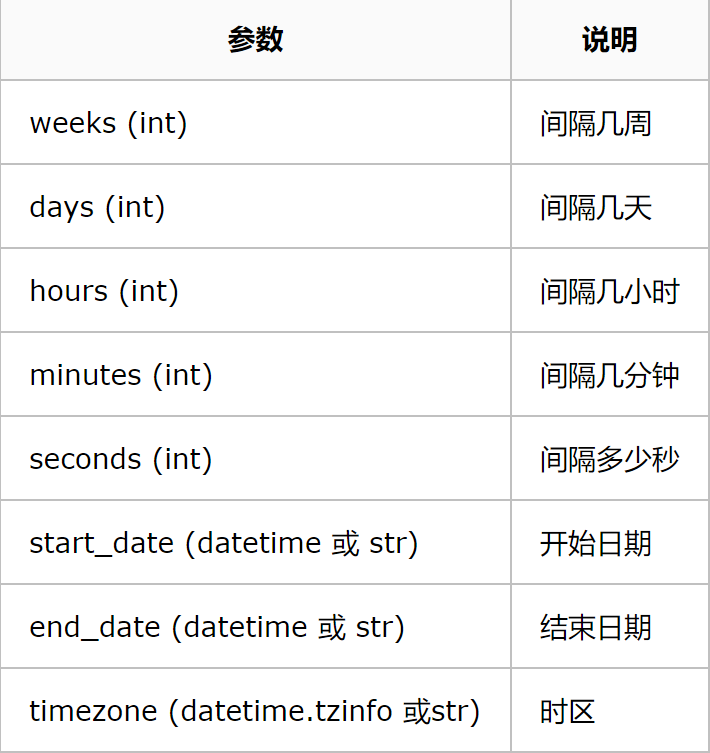 参数 说明
weeks (int) 间隔几周
days (int) 间隔几天
hours (int) 间隔几小时
minutes (int) 间隔几分钟
seconds (int) 间隔多少秒
start_date (datetime 或 str) 开始日期
end_date (datetime 或 str) 结束日期
timezone (datetime.tzinfo 或str) 时区